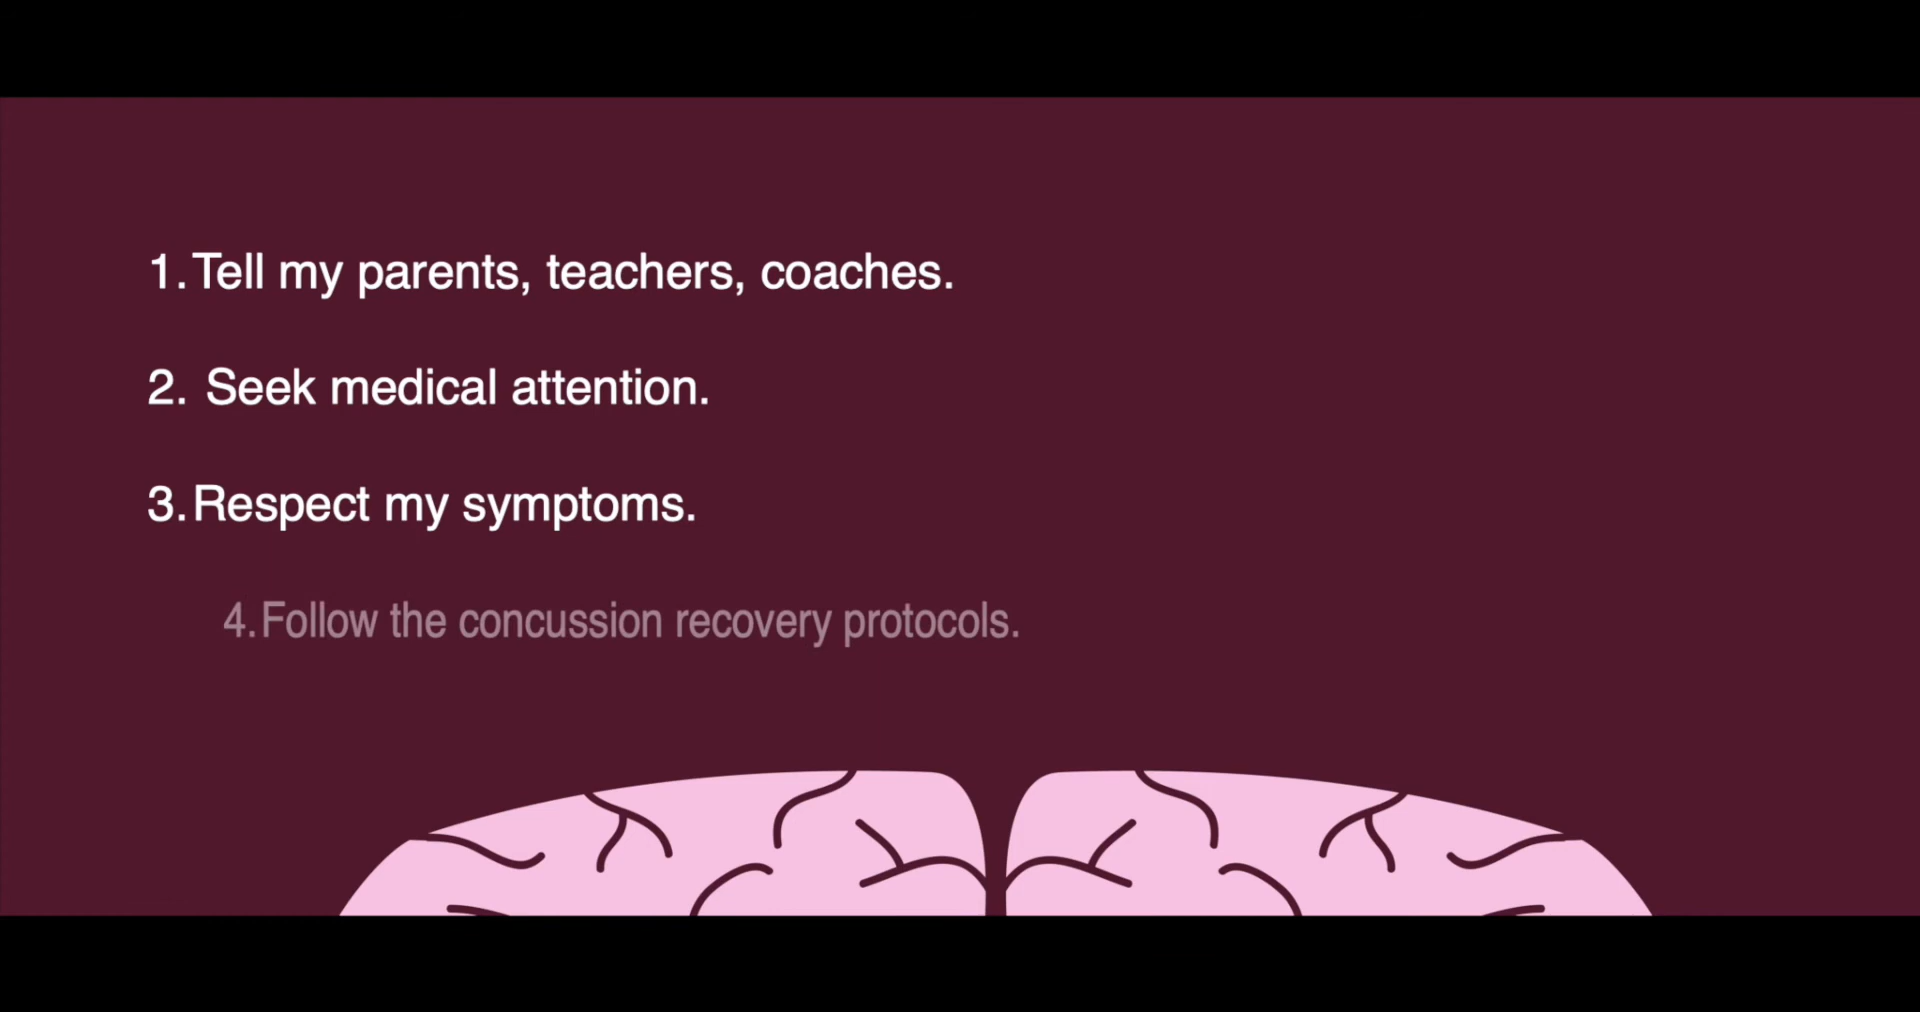 1.Tell my parents, teachers, coaches.
2. Seek medical attention.
3.Respect my symptoms.
4.Follow the concussion recovery protocols.